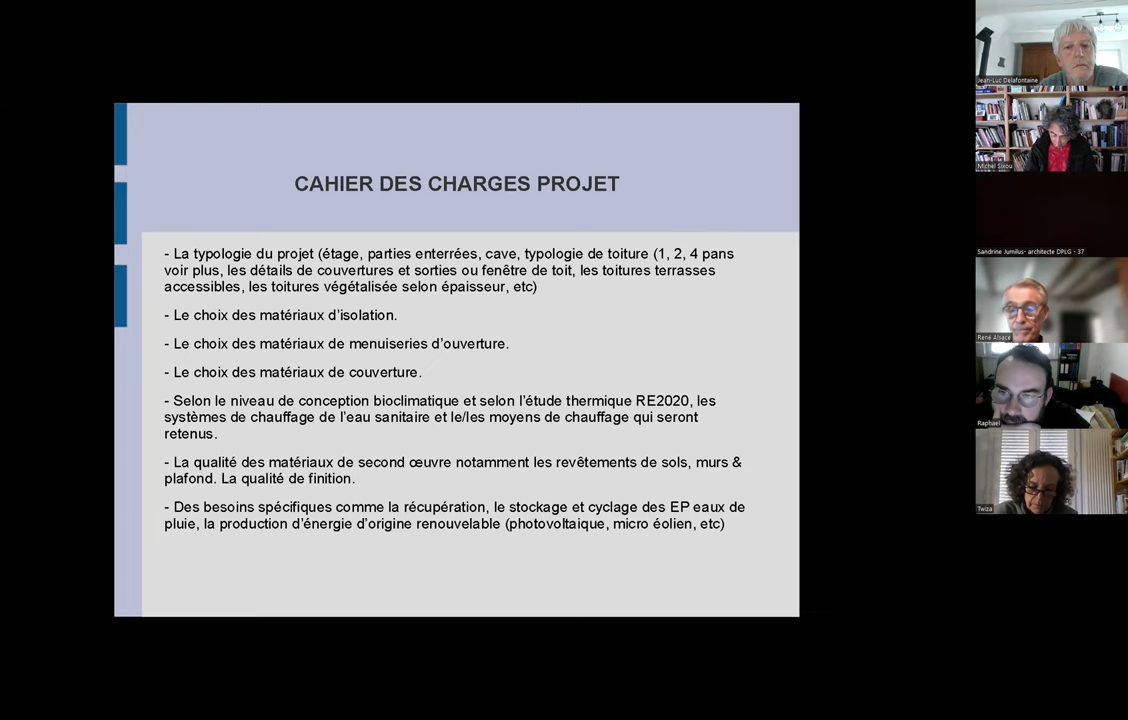 CAHIER DES CHARGES PROJET
- La typologie du projet (étage, parties enterrées, cave, typologie de toiture (1, 2, 4 pans
voir plus, les détails de couvertures et sorties ou fenêtre de toit, les toitures terrasses
accessibles, les toitures végétalisée selon épaisseur, etc)
- Le choix des matériaux d'isolation.
- Le choix des matériaux de menuiseries d'ouverture.
- Le choix des matériaux de couverture.
- Selon le niveau de conception bioclimatique et selon l'étude thermique RE2020, les
systèmes de chauffage de l'eau sanitaire et le/les moyens de chauffage qui seront
retenus.
- La qualité des matériaux de second œuvre notamment les revêtements de sols, murs &
plafond. La qualité de finition.
- Des besoins spécifiques comme la récupération, le stockage et cyclage des EP eaux de
pluie, la production d'énergie d'origine renouvelable (photovoltaique, micro éolien, etc)
Jean-Luc Delafontaine
Michel Sixou
Sandrine Jumilus- architecte DPLG - 37
René Alsace
Raphael
Twiza